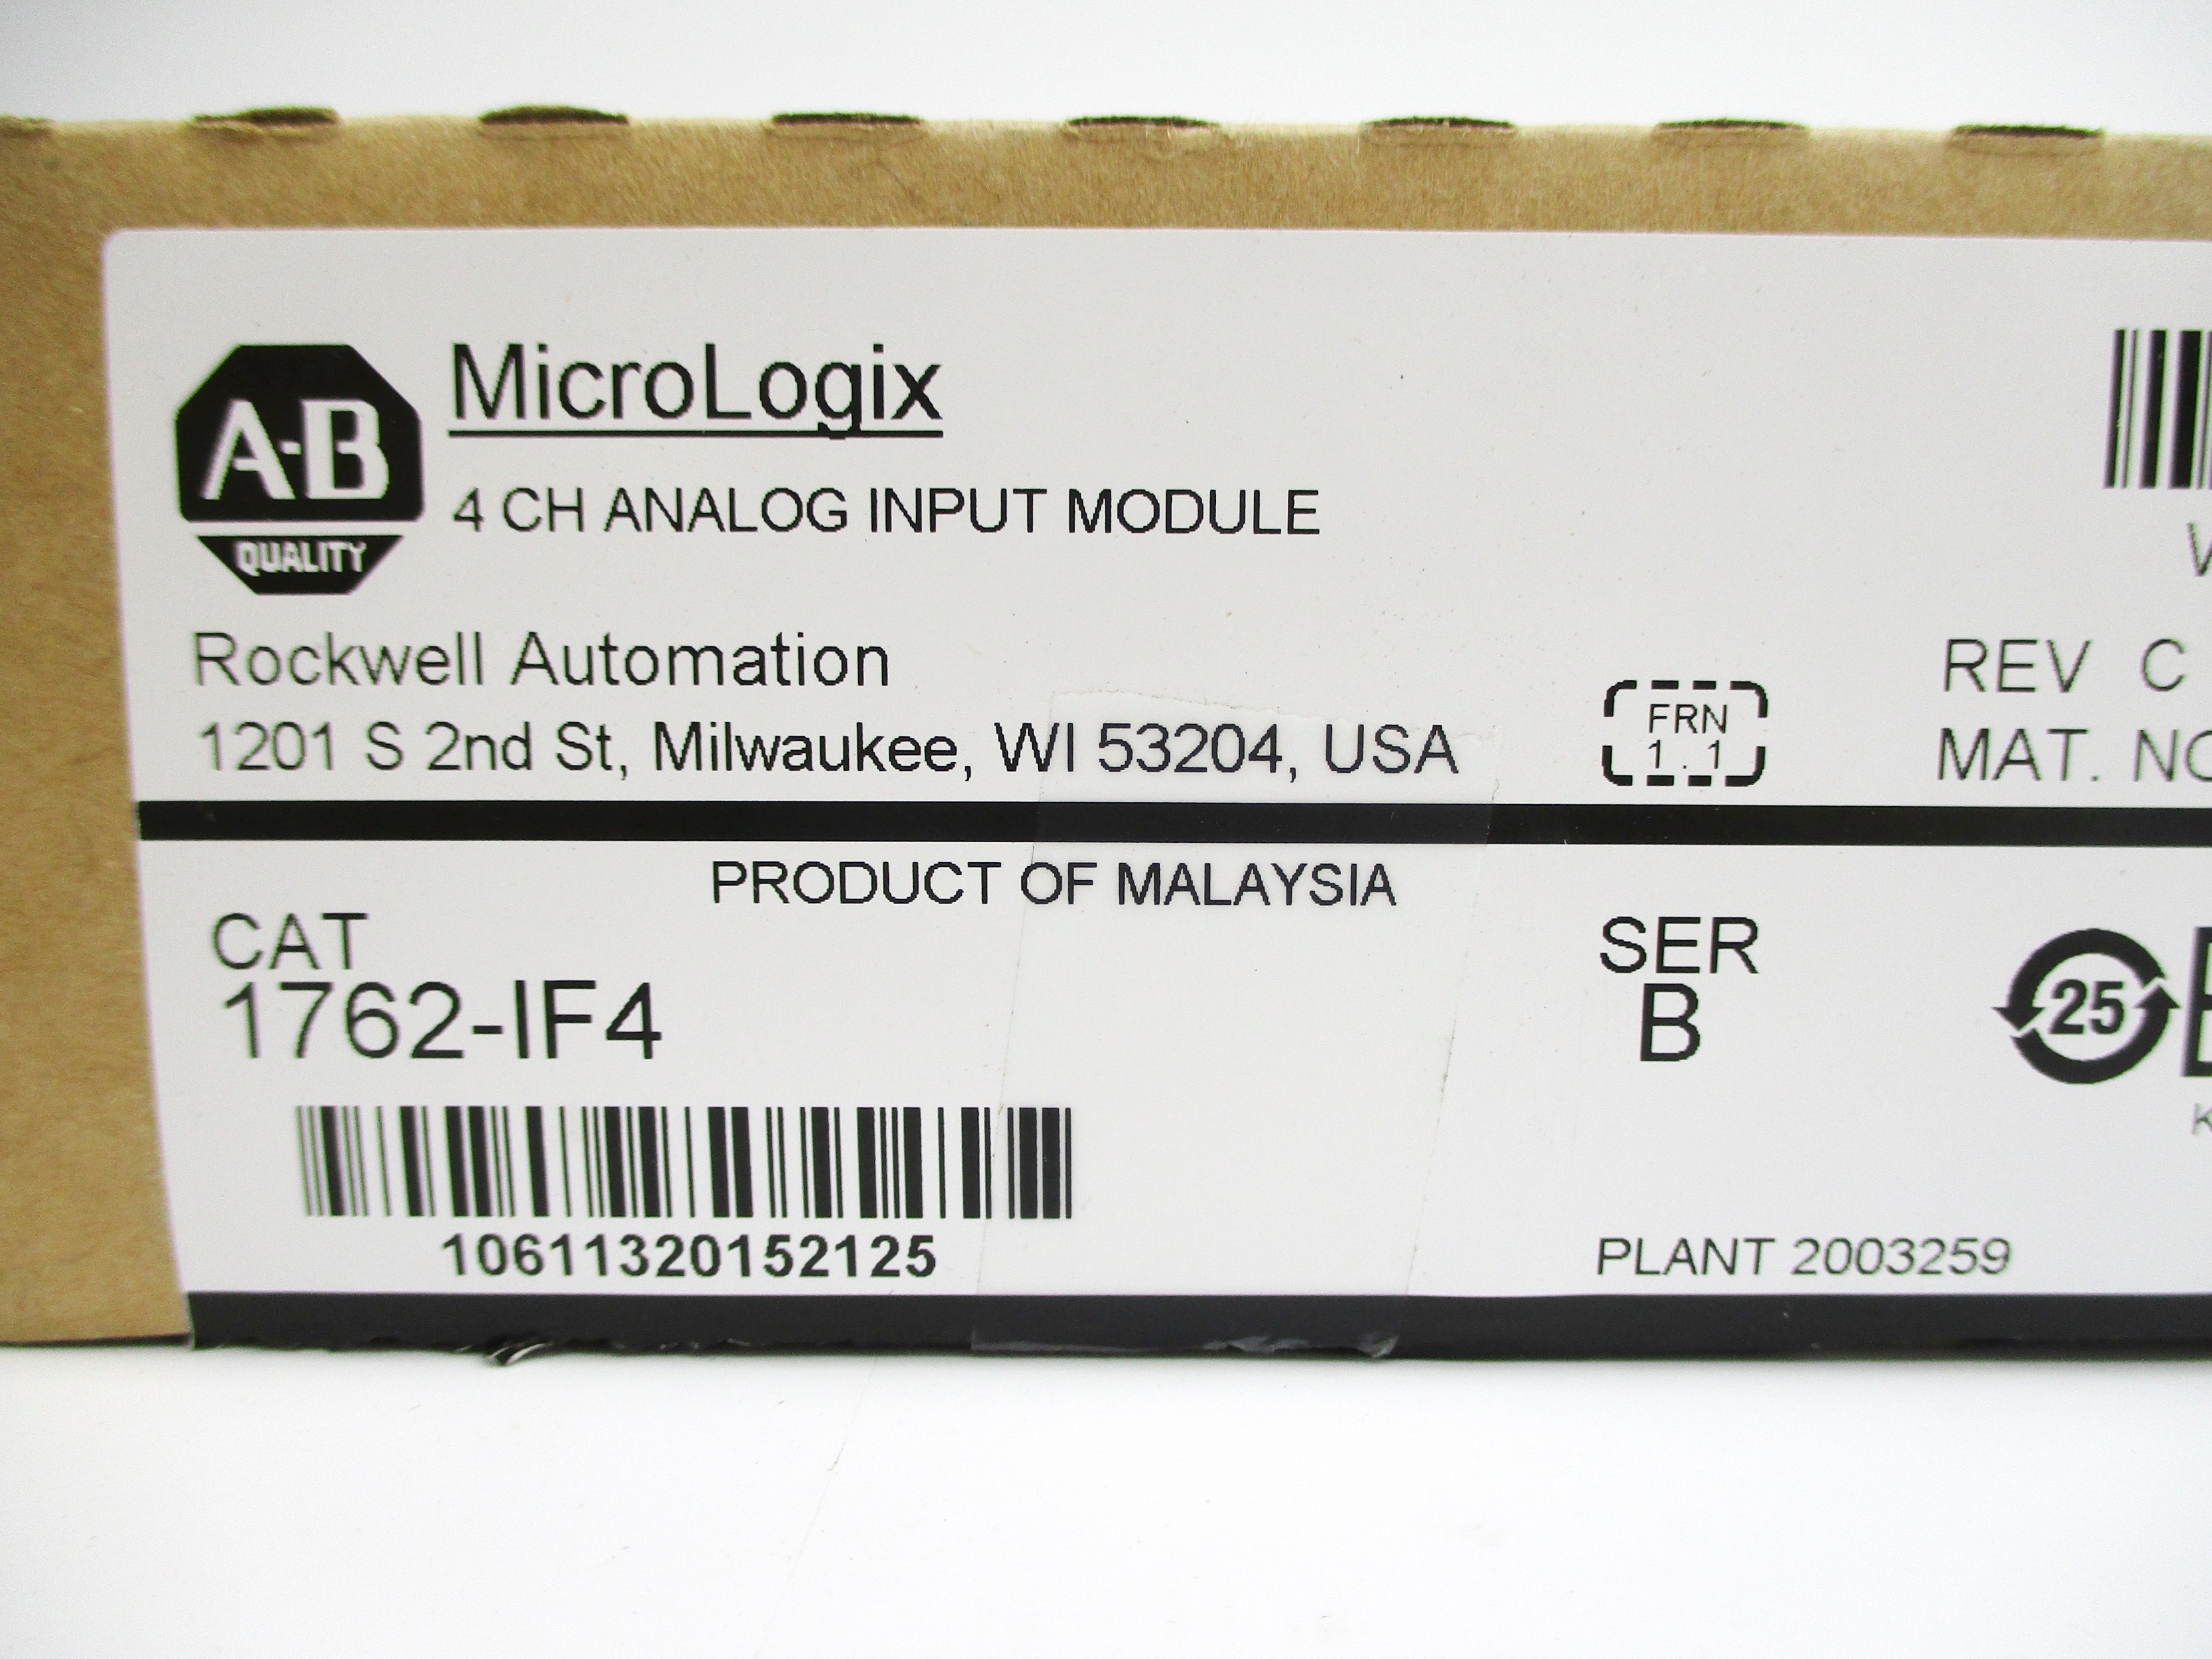 A-B
QUALITY
MicroLogix
4 CH ANALOG INPUT MODULE
Rockwell Automation
1201 S 2nd St, Milwaukee, WI 53204, USA
FRN
1.1
REV C
MAT.
PRODUCT OF MALAYSIA
CAT
1762-IF4
SER
B
25
10611320152125
PLANT 2003259